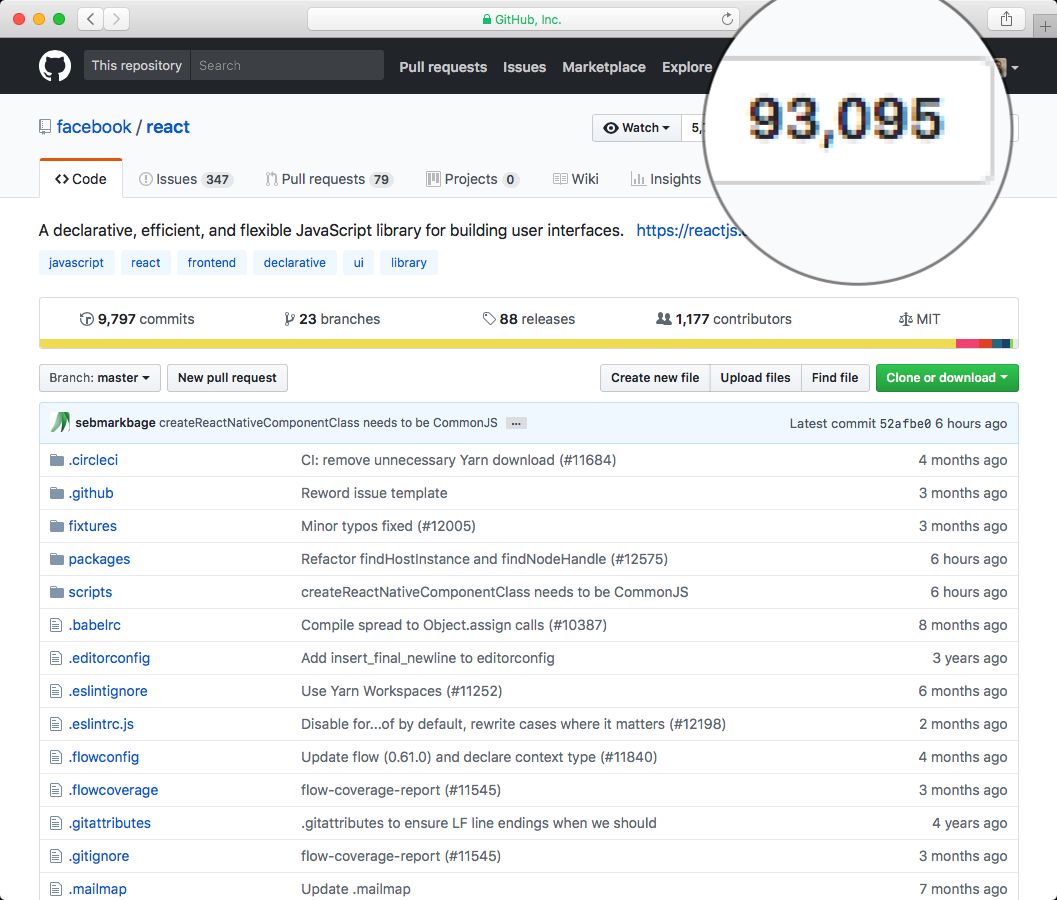 GitHub, Inc.
This repository Search Pull requests Issues Marketplace Explore
93,095
facebook / react
Watch
Code Issues 347 Pull requests 79 Projects 0 Wiki Insights
A declarative, efficient, and flexible JavaScript library for building user interfaces. https://reactjs.
javascript react frontend declarative ui library
9,797 commits 23 branches 88 releases 1,177 contributors MIT
Branch: master New pull request Create new file Upload files Find file Clone or download
sebmarkbage createReactNativeComponentClass needs to be CommonJS ... Latest commit 52afbe0 6 hours ago
.circleci CI: remove unnecessary Yarn download (#11684) 4 months ago
.github Reword issue template 3 months ago
fixtures Minor typos fixed (#12005) 3 months ago
packages Refactor findHostInstance and findNodeHandle (#12575) 6 hours ago
scripts createReactNativeComponentClass needs to be CommonJS 6 hours ago
.babelrc Compile spread to Object.assign calls (#10387) 8 months ago
.editorconfig Add insert_final_newline to editorconfig 3 years ago
.eslintignore Use Yarn Workspaces (#11252) 6 months ago
.eslintrc.js Disable for...of by default, rewrite cases where it matters (#12198) 2 months ago
.flowconfig Update flow (0.61.0) and declare context type (#11840) 4 months ago
.flowcoverage flow-coverage-report (#11545) 3 months ago
.gitattributes .gitattributes to ensure LF line endings when we should 4 years ago
.gitignore flow-coverage-report (#11545) 3 months ago
.mailmap Update .mailmap 7 months ago